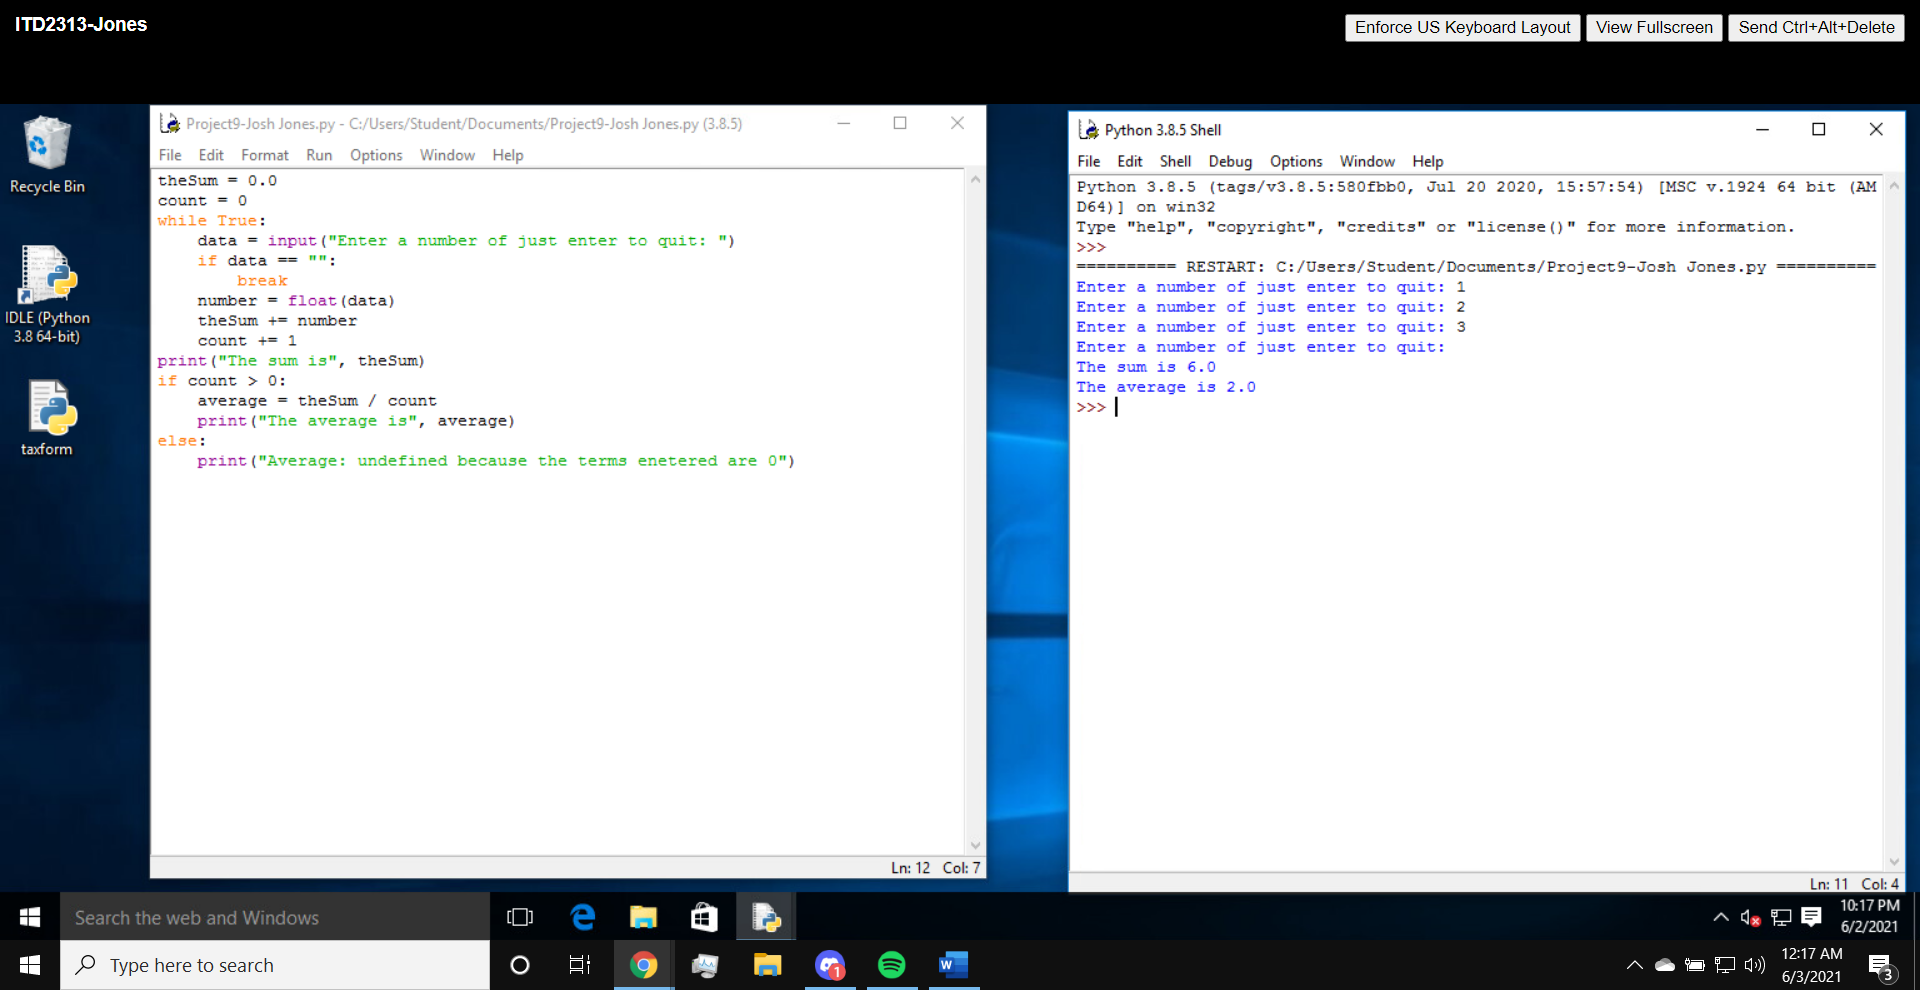 ITD2313-Jones
Enforce US Keyboard Layout
View Fullscreen
Send Ctrl+Alt+Delete
Recycle Bin
IDLE (Python
3.8 64-bit)
taxform
Project9-Josh Jones.py - C:/Users/Student/Documents/Project9-Josh Jones.py (3.8.5)
File Edit Format Run Options Window Help
theSum = 0.0
count = 0
while True:
    data = input("Enter a number of just enter to quit: ")
    if data == "":
        break
    number = float(data)
    theSum += number
    count += 1
print("The sum is", theSum)
if count > 0:
    average = theSum / count
    print("The average is", average)
else:
    print("Average: undefined because the terms enetered are 0")
Ln: 12 Col: 7
Python 3.8.5 Shell
File Edit Shell Debug Options Window Help
Python 3.8.5 (tags/v3.8.5:580fbb0, Jul 20 2020, 15:57:54) [MSC v.1924 64 bit (AM
D64)] on win32
Type "help", "copyright", "credits" or "license()" for more information.
>>>
========== RESTART: C:/Users/Student/Documents/Project9-Josh Jones.py ==========
Enter a number of just enter to quit: 1
Enter a number of just enter to quit: 2
Enter a number of just enter to quit: 3
Enter a number of just enter to quit:
The sum is 6.0
The average is 2.0
>>>
Ln: 11 Col: 4
Search the web and Windows
10:17 PM
6/2/2021
Type here to search
1
W
12:17 AM
6/3/2021
3